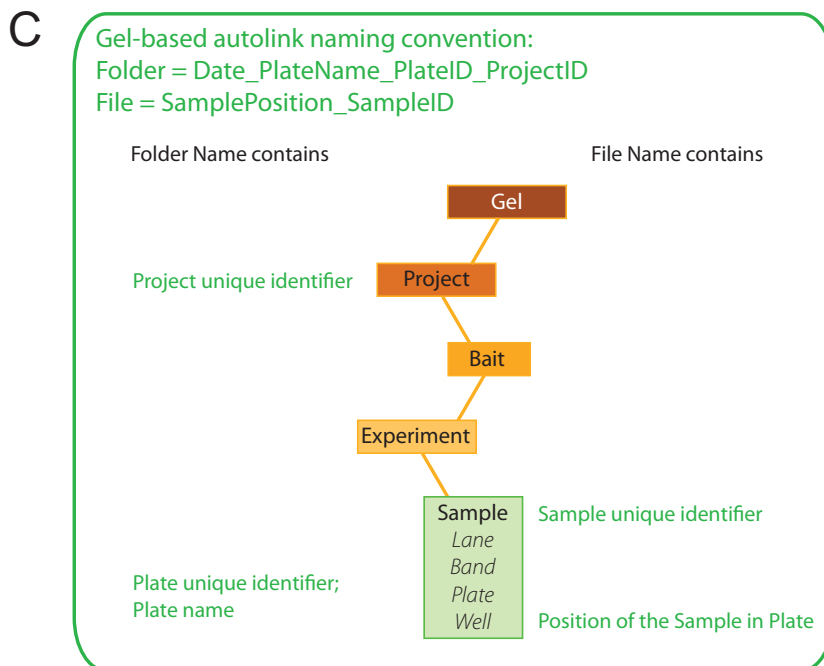 C
Gel-based autolink naming convention:
Folder = Date_PlateName_PlateID_ProjectID
File = SamplePosition_SampleID
Folder Name contains
File Name contains
Gel
Project unique identifier
Project
Bait
Experiment
Sample
Sample unique identifier
Lane
Band
Plate unique identifier;
Plate
Plate name
Well
Position of the Sample in Plate